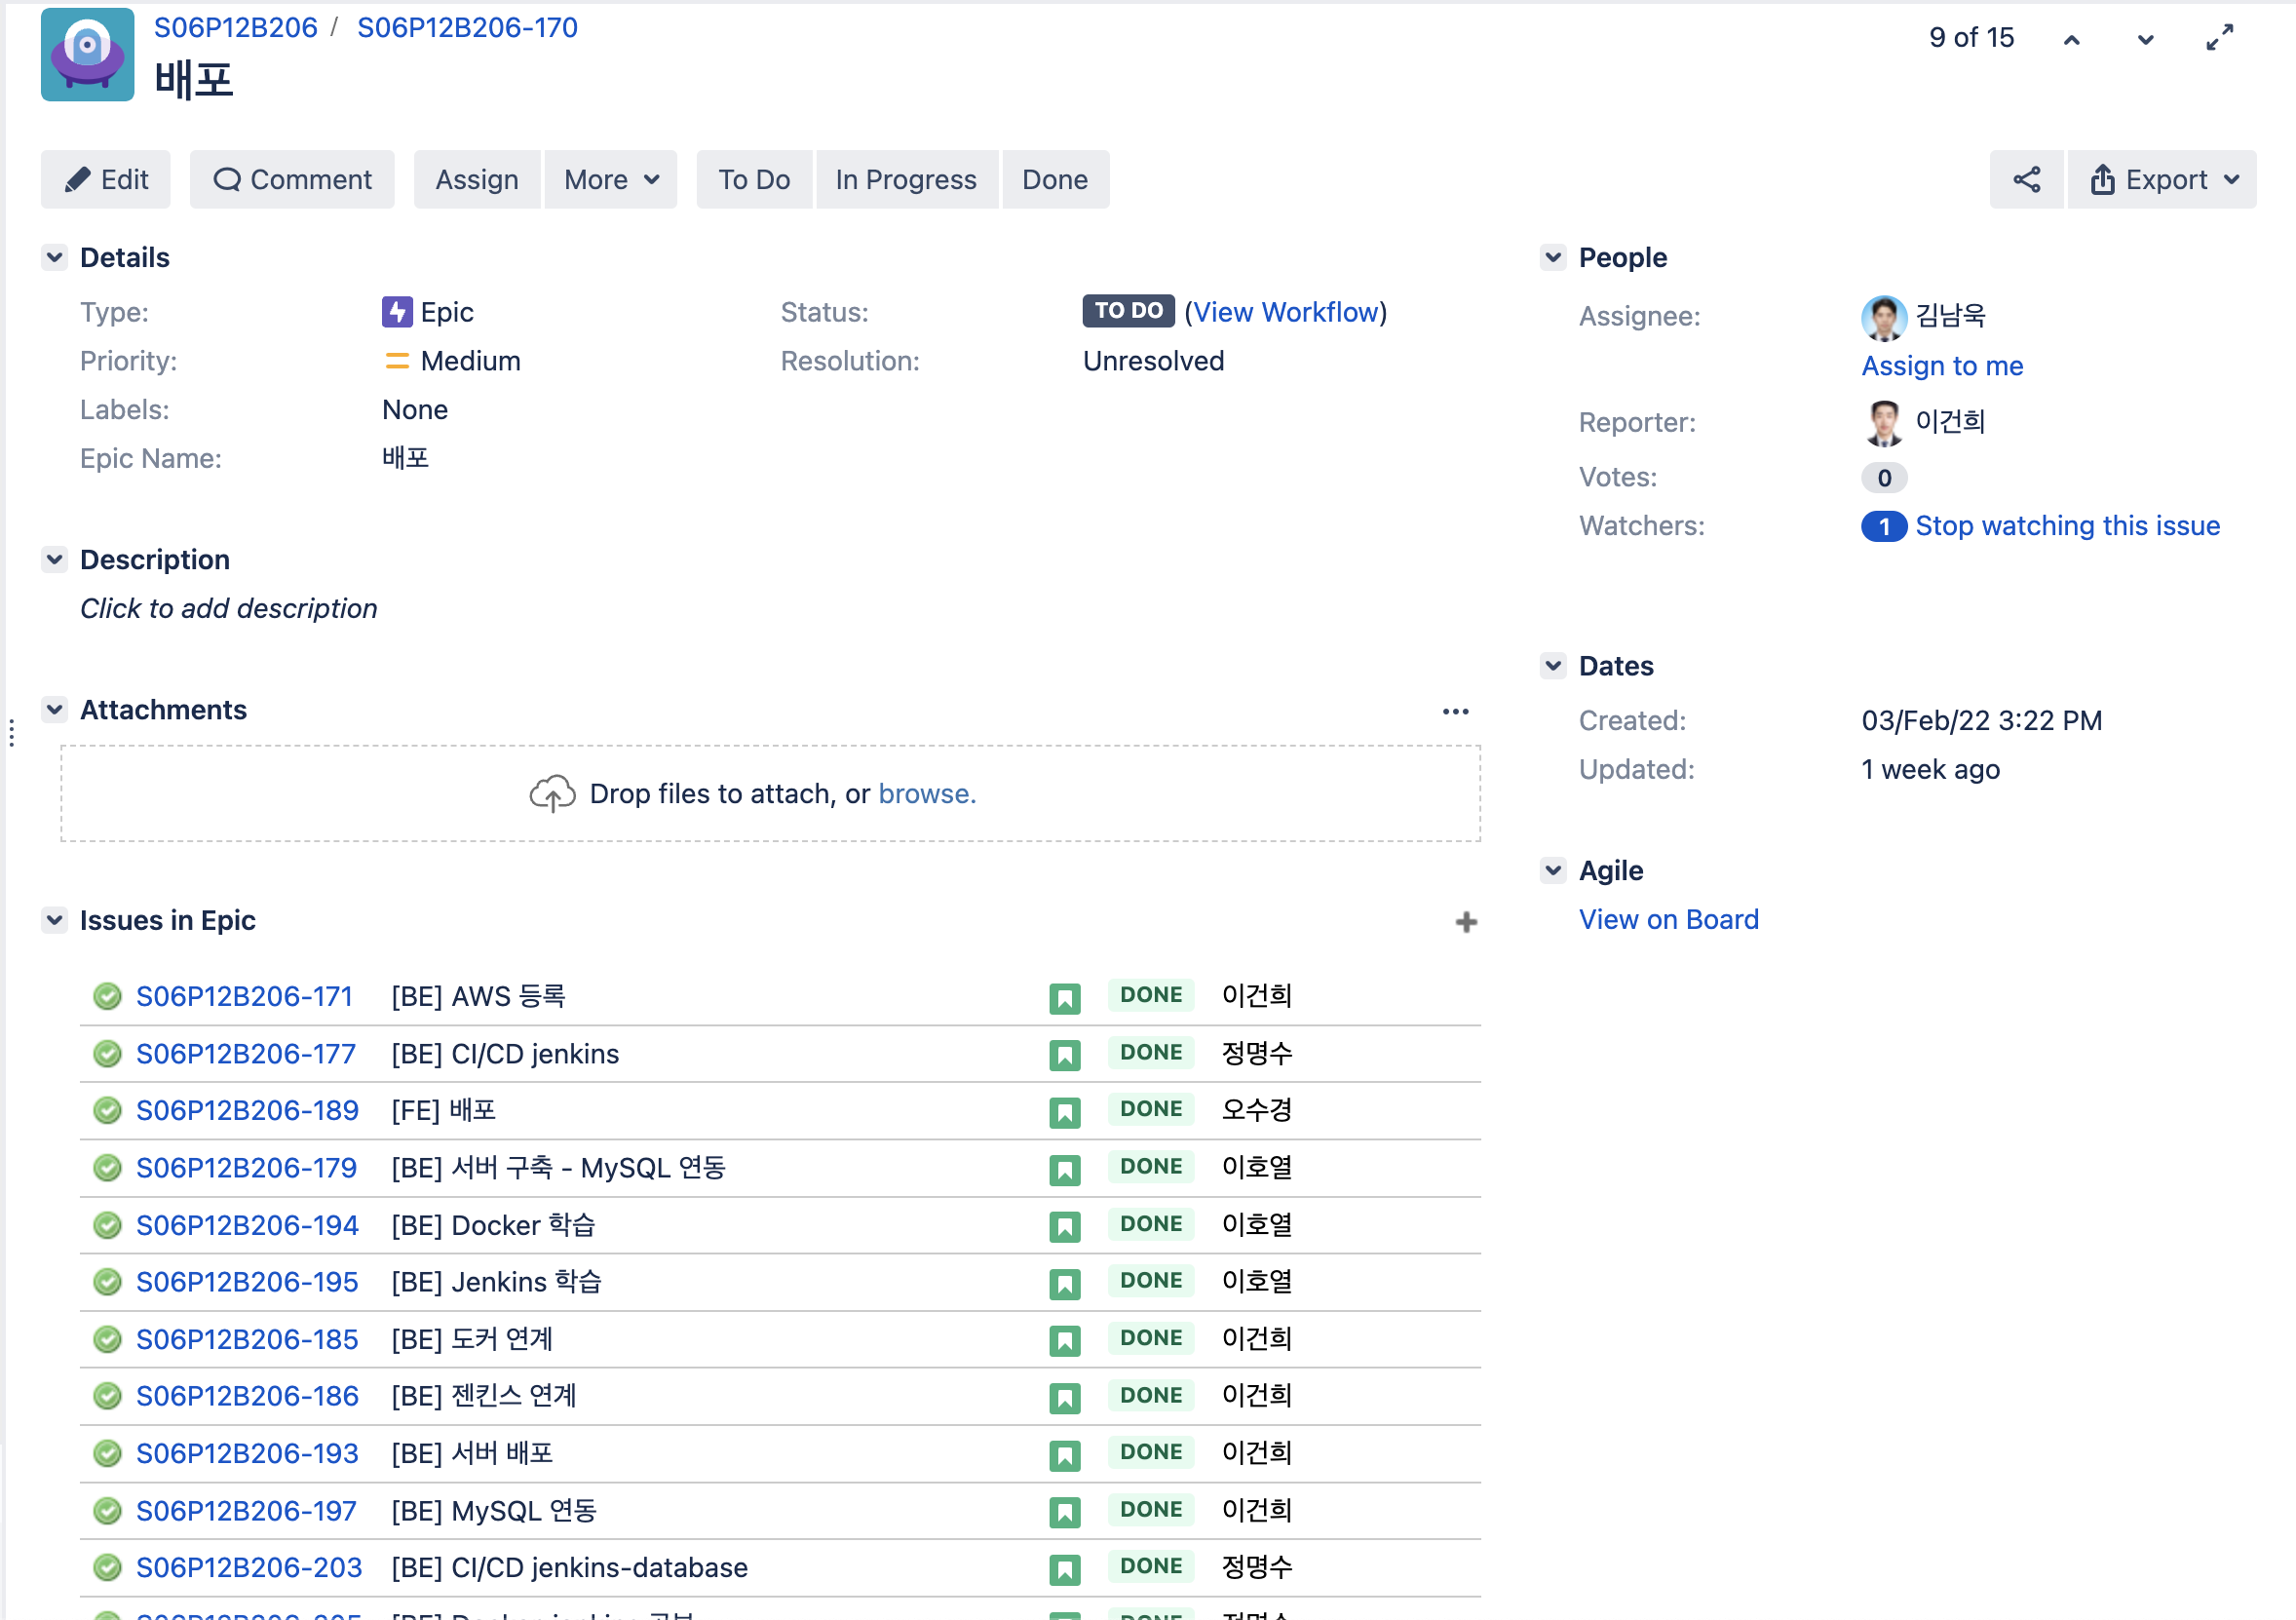 S06P12B206 / S06P12B206-170
배포
9 of 15
Edit Comment Assign More To Do In Progress Done Export
Details
Type: Epic Status: TO DO (View Workflow)
Priority: Medium Resolution: Unresolved
Labels: None
Epic Name: 배포
Description
Click to add description
Attachments
Drop files to attach, or browse.
Issues in Epic
S06P12B206-171 [BE] AWS 등록 DONE 이건희
S06P12B206-177 [BE] CI/CD jenkins DONE 정명수
S06P12B206-189 [FE] 배포 DONE 오수경
S06P12B206-179 [BE] 서버 구축 - MySQL 연동 DONE 이호열
S06P12B206-194 [BE] Docker 학습 DONE 이호열
S06P12B206-195 [BE] Jenkins 학습 DONE 이호열
S06P12B206-185 [BE] 도커 연계 DONE 이건희
S06P12B206-186 [BE] 젠킨스 연계 DONE 이건희
S06P12B206-193 [BE] 서버 배포 DONE 이건희
S06P12B206-197 [BE] MySQL 연동 DONE 이건희
S06P12B206-203 [BE] CI/CD jenkins-database DONE 정명수
People
Assignee: 김남욱
Assign to me
Reporter: 이건희
Votes: 0
Watchers: 1 Stop watching this issue
Dates
Created: 03/Feb/22 3:22 PM
Updated: 1 week ago
Agile
View on Board